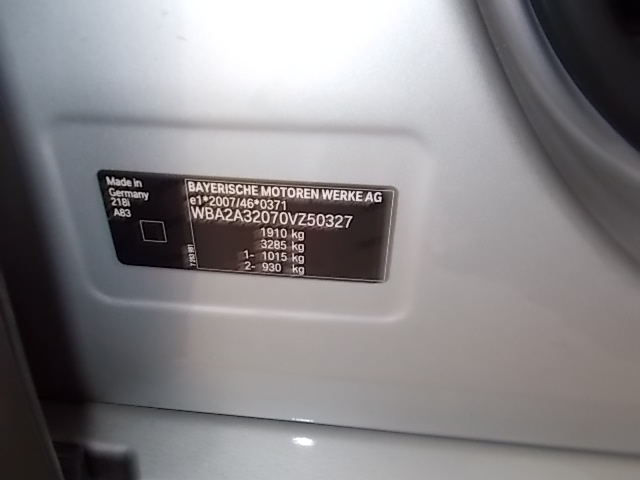 Made in
Germany
218i
A83
BAYERISCHE MOTOREN WERKE AG
e1*2007/46*0371
WBA2A32070VZ50327
1910 kg
3285 kg
1- 1015 kg
2- 930 kg